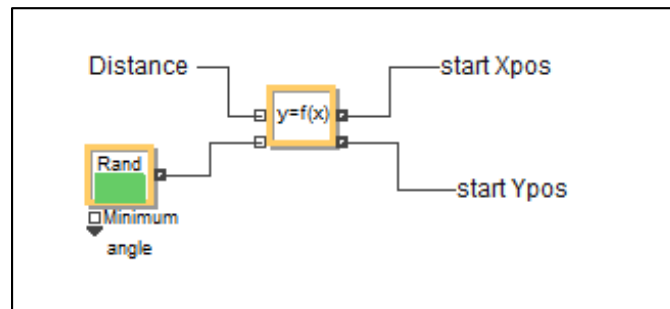 Distance
start Xpos
y=f(x)
Rand
start Ypos
Minimum
angle